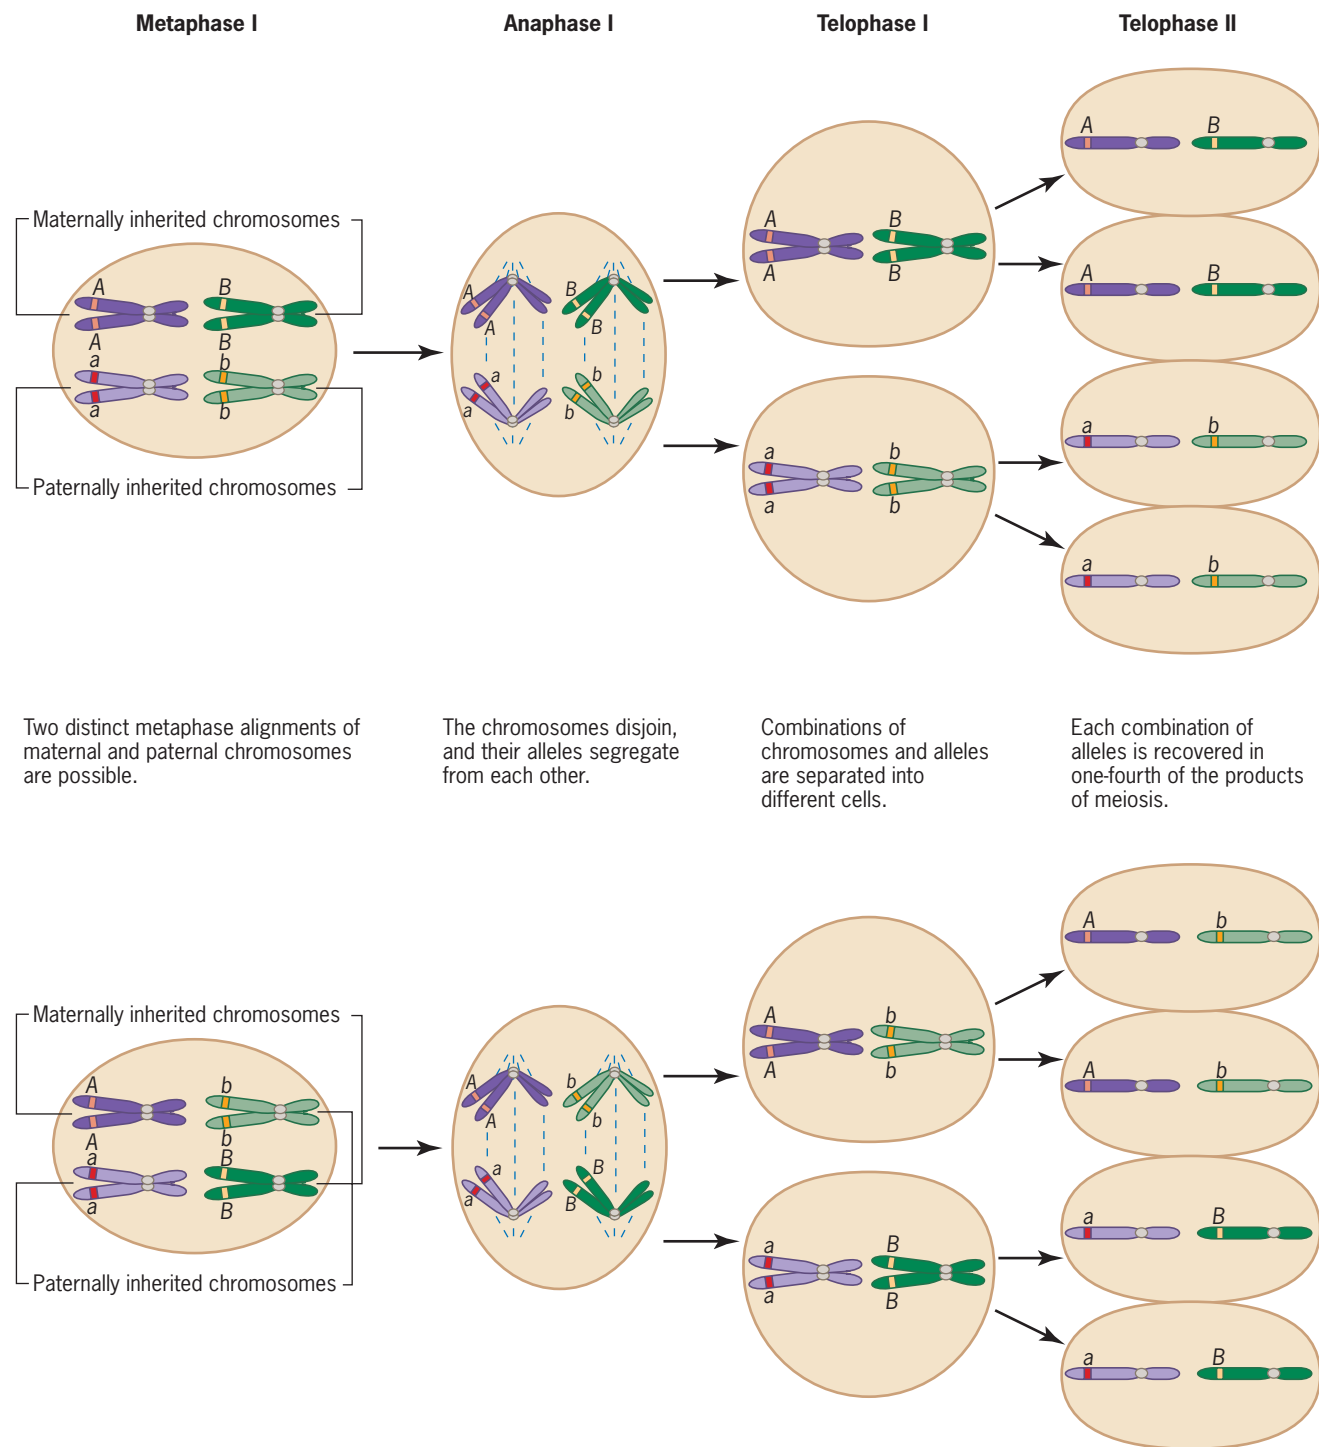 Metaphase I
Anaphase I
Telophase I
Telophase II
A
B
A
B
A
B
Maternally inherited chromosomes
A
B
A
a
B
b
a
b
Paternally inherited chromosomes
A
A
B
B
a
a
b
b
A
B
A
B
a
b
a
b
a
b
a
b
Two distinct metaphase alignments of
maternal and paternal chromosomes
are possible.
The chromosomes disjoin,
and their alleles segregate
from each other.
Combinations of
chromosomes and alleles
are separated into
different cells.
Each combination of
alleles is recovered in
one-fourth of the products
of meiosis.
Maternally inherited chromosomes
A
b
A
a
b
B
a
B
Paternally inherited chromosomes
A
A
b
b
a
a
B
B
A
b
A
b
a
B
a
B
A
b
A
b
a
B
a
B